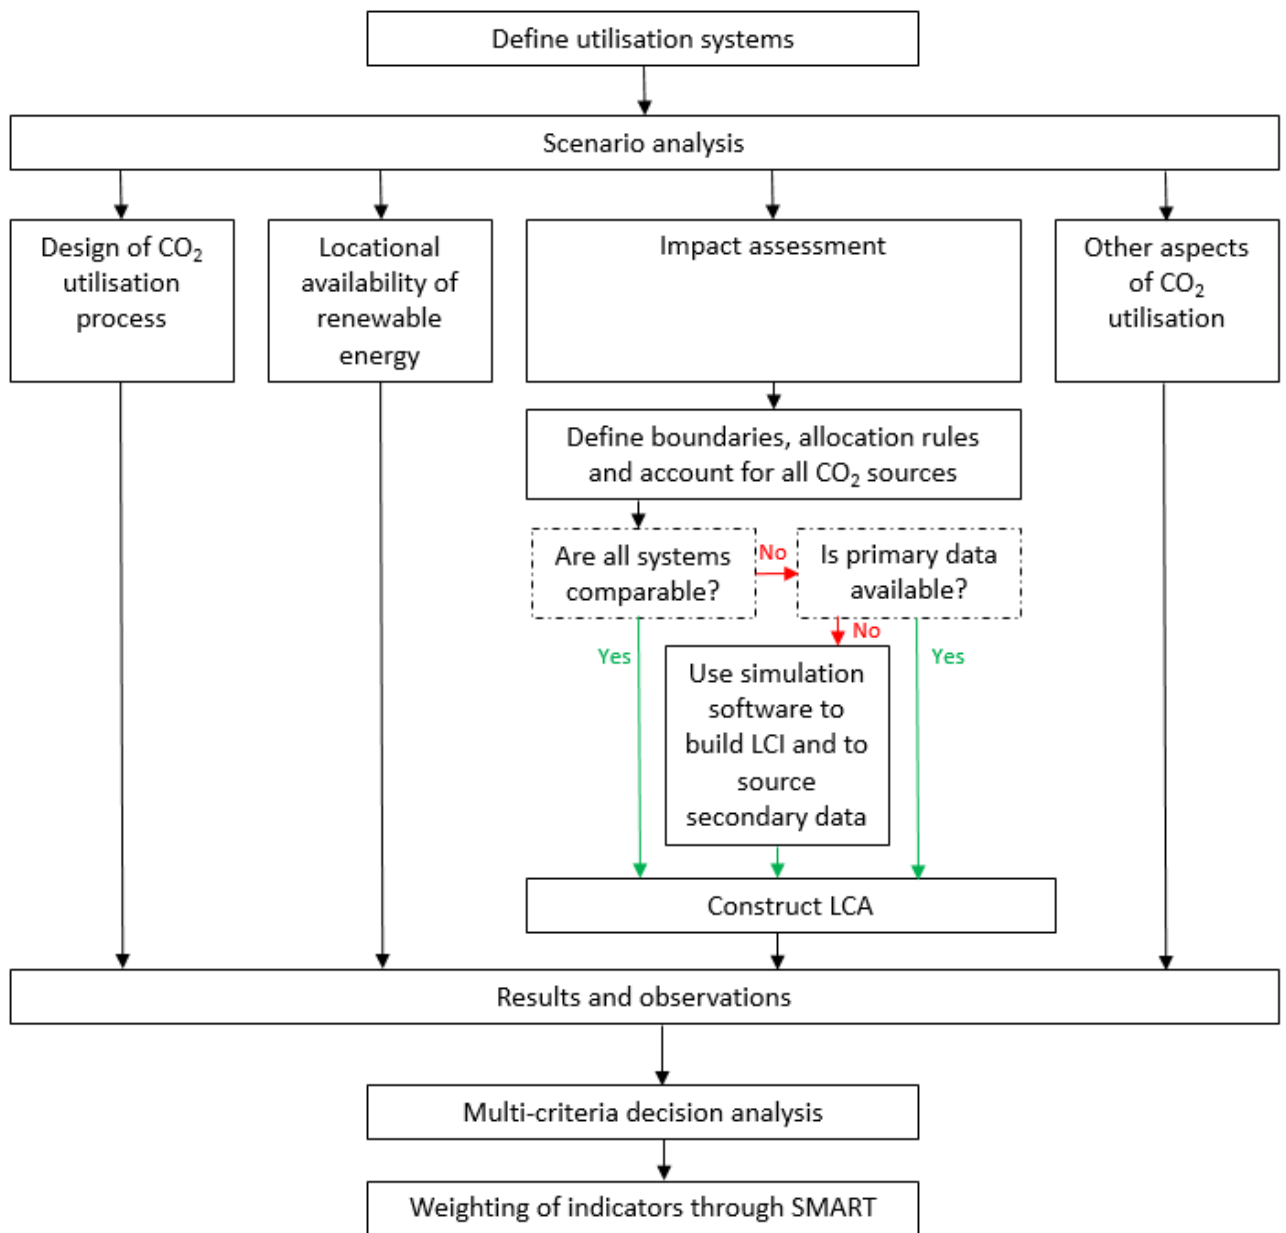 Define utilisation systems
Scenario analysis
Design of CO₂
utilisation
process
Locational
availability of
renewable
energy
Impact assessment
Other aspects
of CO₂
utilisation
Define boundaries, allocation rules
and account for all CO₂ sources
Are all systems
comparable?
No
Is primary data
available?
Yes
No
Yes
Use simulation
software to
build LCI and to
source
secondary data
Construct LCA
Results and observations
Multi-criteria decision analysis
Weighting of indicators through SMART